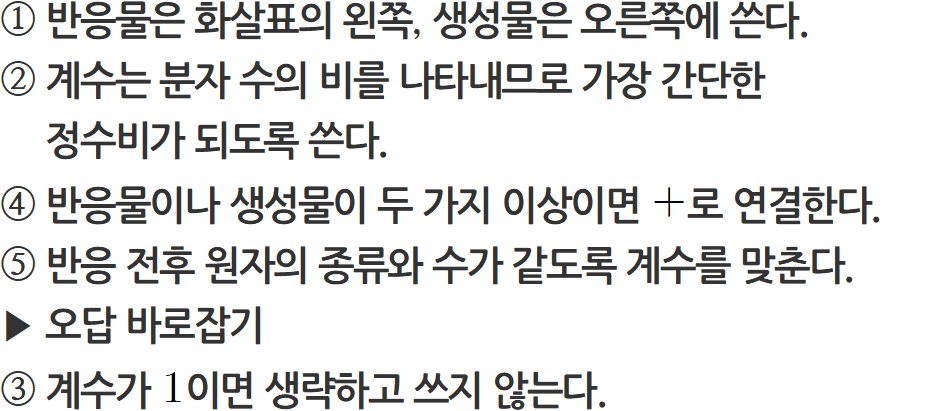 ① 반응물은 화살표의 왼쪽, 생성물은 오른쪽에 쓴다.
② 계수는 분자 수의 비를 나타내므로 가장 간단한
정수비가 되도록 쓴다.
④ 반응물이나 생성물이 두 가지 이상이면 +로 연결한다.
⑤ 반응 전후 원자의 종류와 수가 같도록 계수를 맞춘다.
▶ 오답 바로잡기
③ 계수가 1이면 생략하고 쓰지 않는다.